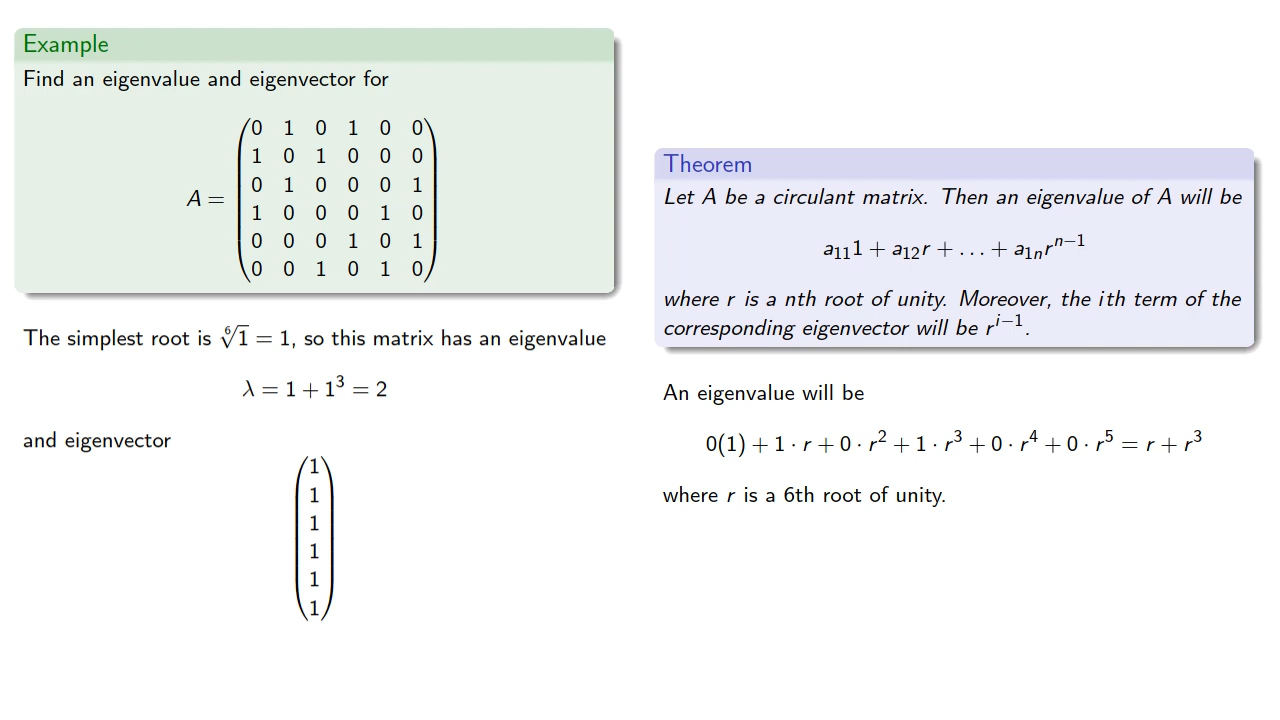 Example
Find an eigenvalue and eigenvector for
A =
0 1 0 1 0 0
1 0 1 0 0 0
0 1 0 0 0 1
1 0 0 0 1 0
0 0 0 1 0 1
0 0 1 0 1 0
The simplest root is ⁶√1 = 1, so this matrix has an eigenvalue
λ = 1 + 1³ = 2
and eigenvector
1
1
1
1
1
1
Theorem
Let A be a circulant matrix. Then an eigenvalue of A will be
a₁₁1 + a₁₂r + . . . + a₁ₙrⁿ⁻¹
where r is a nth root of unity. Moreover, the ith term of the
corresponding eigenvector will be rⁱ⁻¹.
An eigenvalue will be
0(1) + 1 · r + 0 · r² + 1 · r³ + 0 · r⁴ + 0 · r⁵ = r + r³
where r is a 6th root of unity.